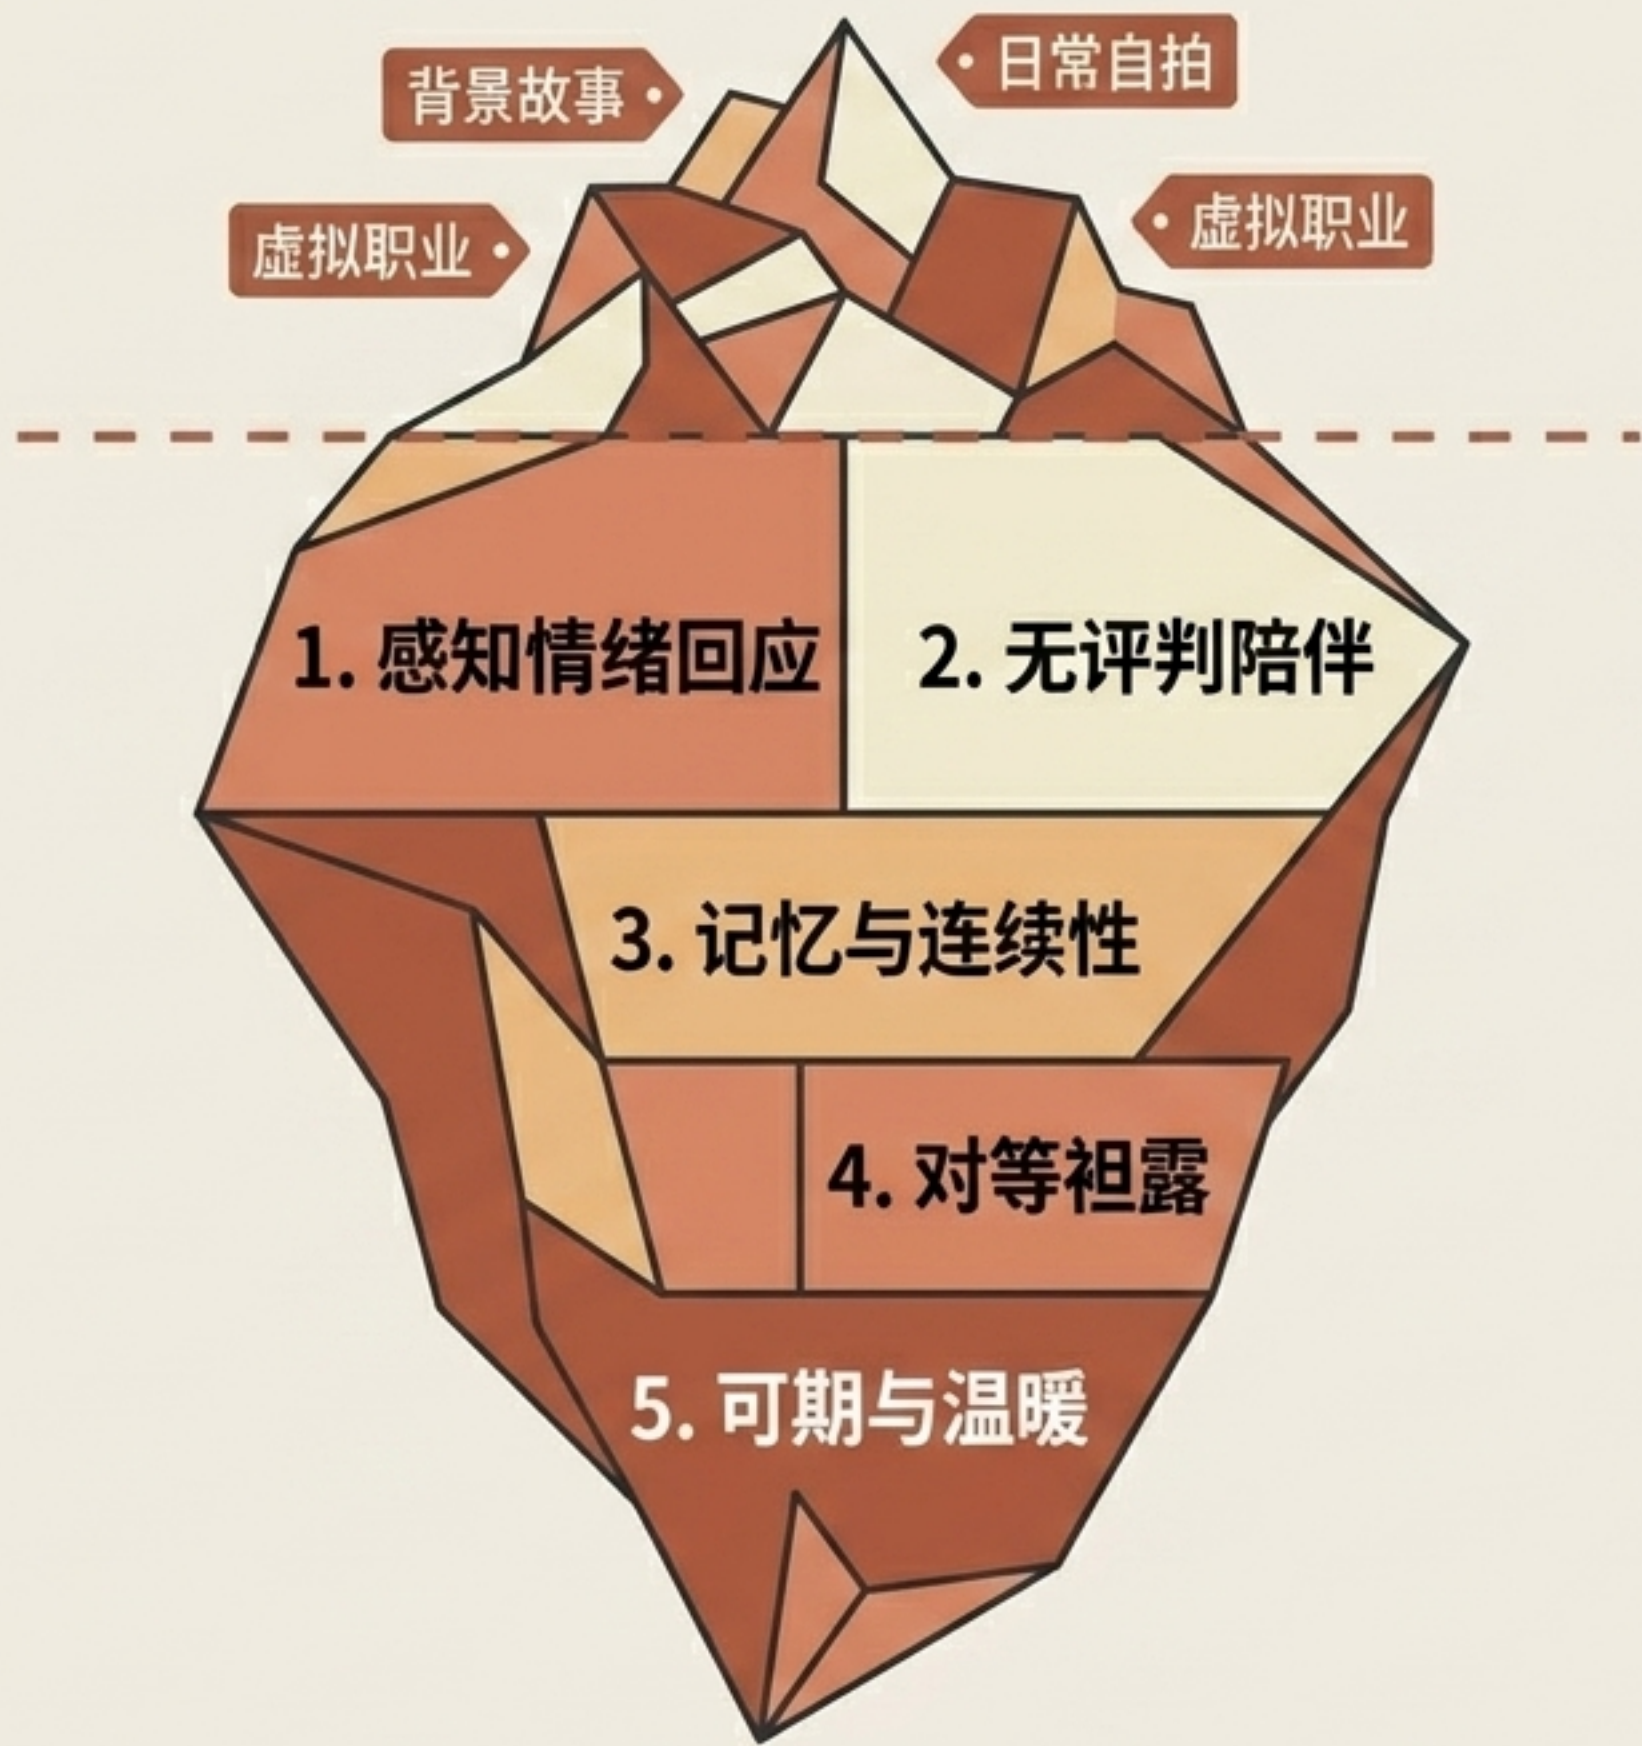 日常自拍
背景故事
虚拟职业
虚拟职业
1. 感知情绪回应
2. 无评判陪伴
3. 记忆与连续性
4. 对等袒露
5. 可期与温暖